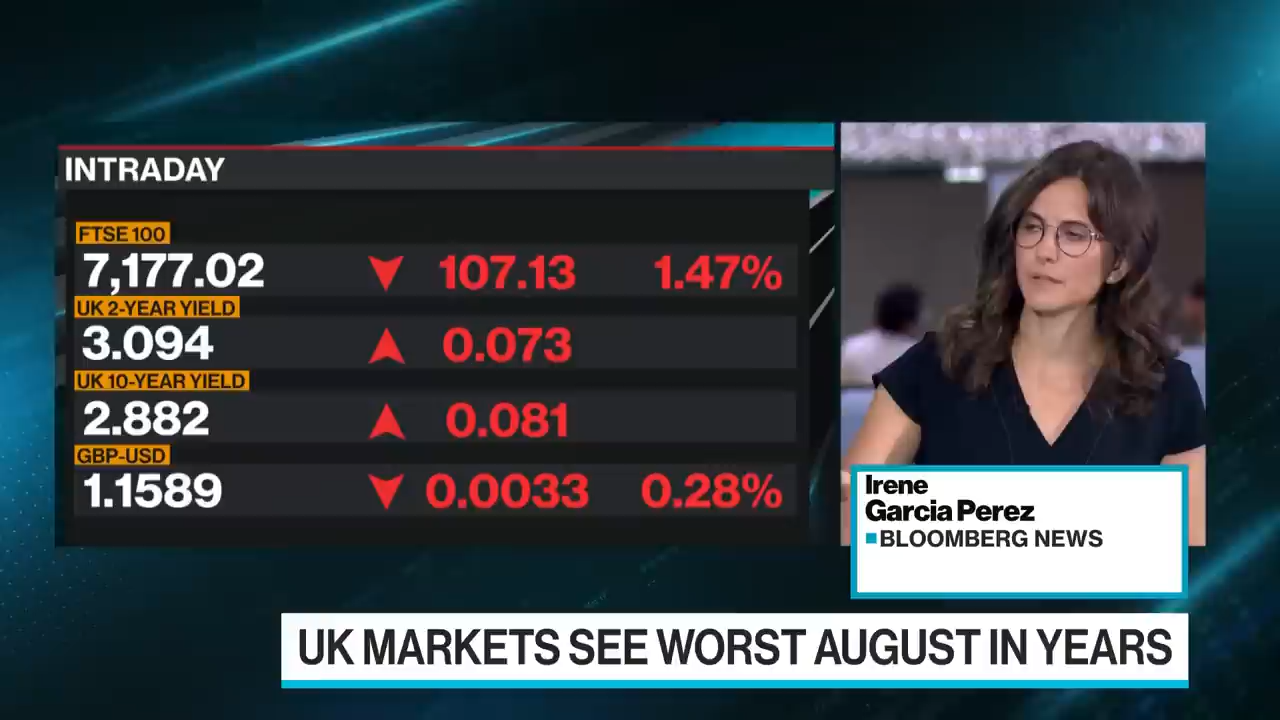 INTRADAY
FTSE 100
7,177.02 ▼ 107.13 1.47%
UK 2-YEAR YIELD
3.094 ▲ 0.073
UK 10-YEAR YIELD
2.882 ▲ 0.081
GBP-USD
1.1589 ▼ 0.0033 0.28%
Irene
Garcia Perez
BLOOMBERG NEWS
UK MARKETS SEE WORST AUGUST IN YEARS